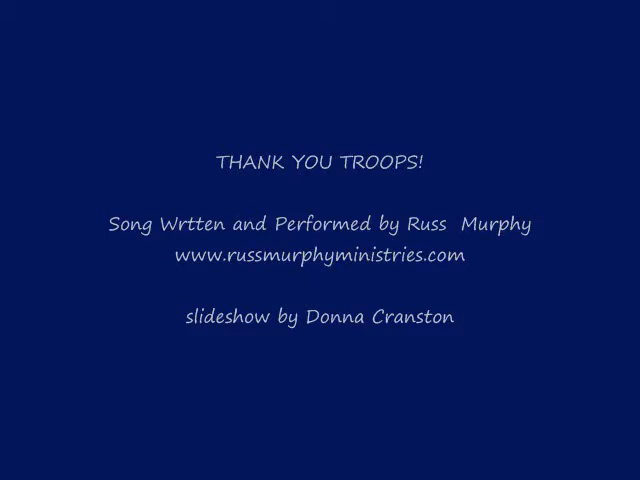 THANK YOU TROOPS!
Song Wrtten and Performed by Russ  Murphy
www.russmurphyministries.com
slideshow by Donna Cranston